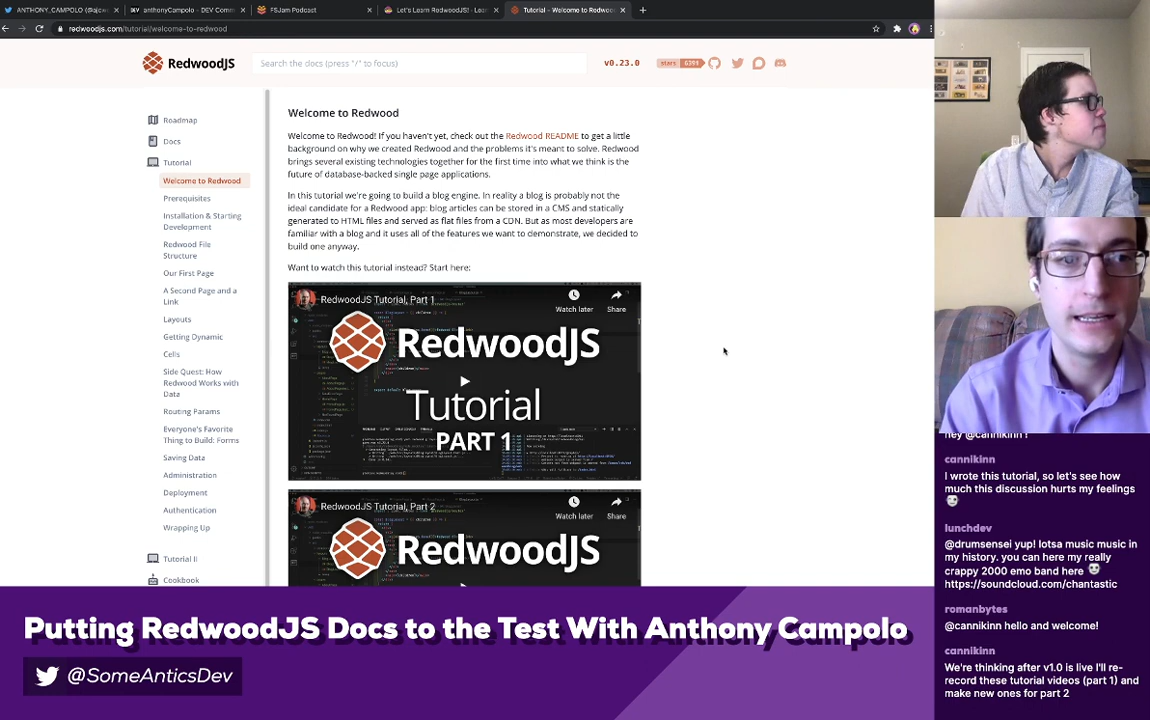 ANTHONY_CAMPOLO (@ajcw
anthonyCampolo – DEV Comm
FSJam Podcast
Let's Learn RedwoodJS! · Lear
Tutorial - Welcome to Redwoo
redwoodjs.com/tutorial/welcome-to-redwood
RedwoodJS
Search the docs (press "/" to focus)
v0.23.0
stars 6291
Roadmap
Docs
Tutorial
Welcome to Redwood
Prerequisites
Installation & Starting
Development
Redwood File
Structure
Our First Page
A Second Page and a
Link
Layouts
Getting Dynamic
Cells
Side Quest: How
Redwood Works with
Data
Routing Params
Everyone's Favorite
Thing to Build: Forms
Saving Data
Administration
Deployment
Authentication
Wrapping Up
Tutorial II
Cookbook
Welcome to Redwood
Welcome to Redwood! If you haven't yet, check out the Redwood README to get a little
background on why we created Redwood and the problems it's meant to solve. Redwood
brings several existing technologies together for the first time into what we think is the
future of database-backed single page applications.
In this tutorial we're going to build a blog engine. In reality a blog is probably not the
ideal candidate for a Redwood app: blog articles can be stored in a CMS and statically
generated to HTML files and served as flat files from a CDN. But as most developers are
familiar with a blog and it uses all of the features we want to demonstrate, we decided to
build one anyway.
Want to watch this tutorial instead? Start here:
RedwoodJS Tutorial, Part 1
Watch later
Share
RedwoodJS
Tutorial
PART 1
RedwoodJS Tutorial, Part 2
Watch later
Share
RedwoodJS
hey @cannikinn !
cannikinn
I wrote this tutorial, so let's see how
much this discussion hurts my feelings
lunchdev
@drumsensei yup! lotsa music music in
my history. you can here my really
crappy 2000 emo band here
https://soundcloud.com/chantastic
romanbytes
@cannikinn hello and welcome!
cannikinn
We're thinking after v1.0 is live I'll re-
record these tutorial videos (part 1) and
make new ones for part 2
Putting RedwoodJS Docs to the Test With Anthony Campolo
@SomeAnticsDev